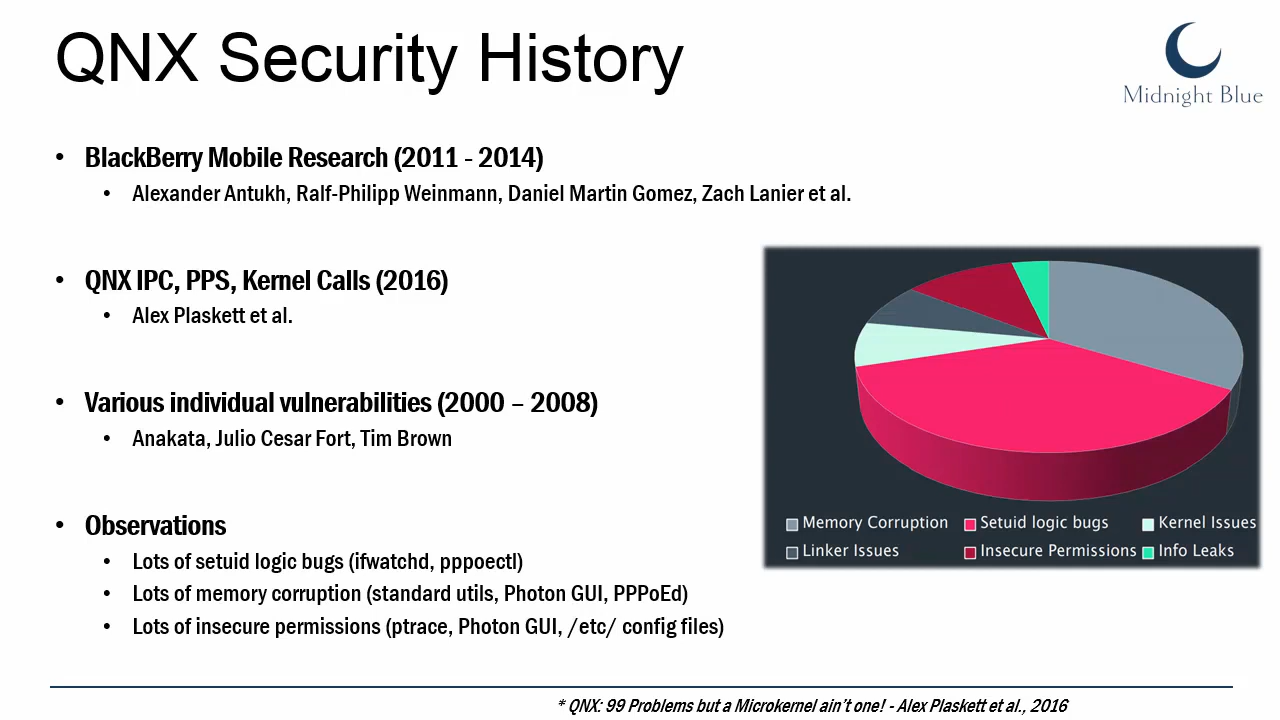 QNX Security History
Midnight Blue
• BlackBerry Mobile Research (2011 - 2014)
• Alexander Antukh, Ralf-Philipp Weinmann, Daniel Martin Gomez, Zach Lanier et al.
• QNX IPC, PPS, Kernel Calls (2016)
• Alex Plaskett et al.
• Various individual vulnerabilities (2000 – 2008)
• Anakata, Julio Cesar Fort, Tim Brown
• Observations
• Lots of setuid logic bugs (ifwatchd, pppoectl)
• Lots of memory corruption (standard utils, Photon GUI, PPPoEd)
• Lots of insecure permissions (ptrace, Photon GUI, /etc/ config files)
Memory Corruption Setuid logic bugs Kernel Issues
Linker Issues Insecure Permissions Info Leaks
* QNX: 99 Problems but a Microkernel ain't one! - Alex Plaskett et al., 2016